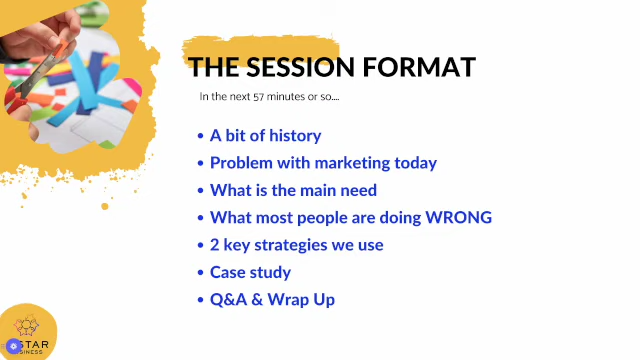 THE SESSION FORMAT
In the next 57 minutes or so....
• A bit of history
• Problem with marketing today
• What is the main need
• What most people are doing WRONG
• 2 key strategies we use
• Case study
• Q&A & Wrap Up
STAR